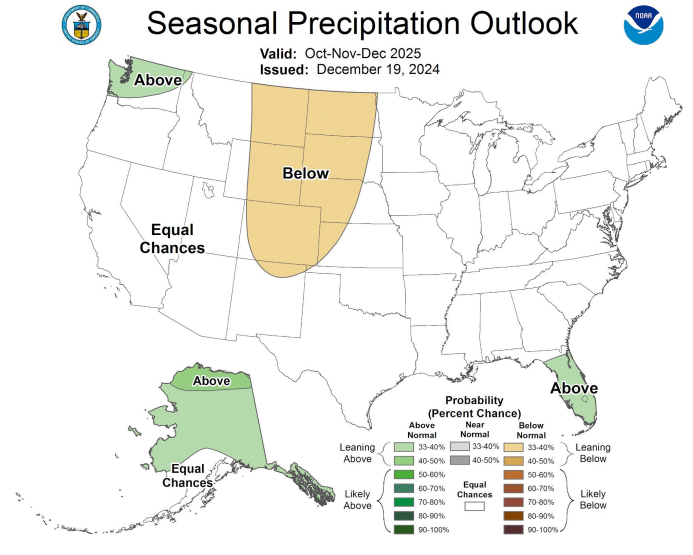 Seasonal Precipitation Outlook
NOAA
Valid: Oct-Nov-Dec 2025
Issued: December 19, 2024
Above
Below
Equal
Chances
Above
Above
Equal
Chances
Probability
(Percent Chance)
Above
Normal
Near
Normal
Below
Normal
Leaning
Above
33-40%
33-40%
33-40%
Leaning
Below
40-50%
40-50%
40-50%
50-60%
50-60%
60-70%
Equal
Chances
60-70%
Likely
Above
70-80%
70-80%
Likely
Below
80-90%
80-90%
90-100%
90-100%